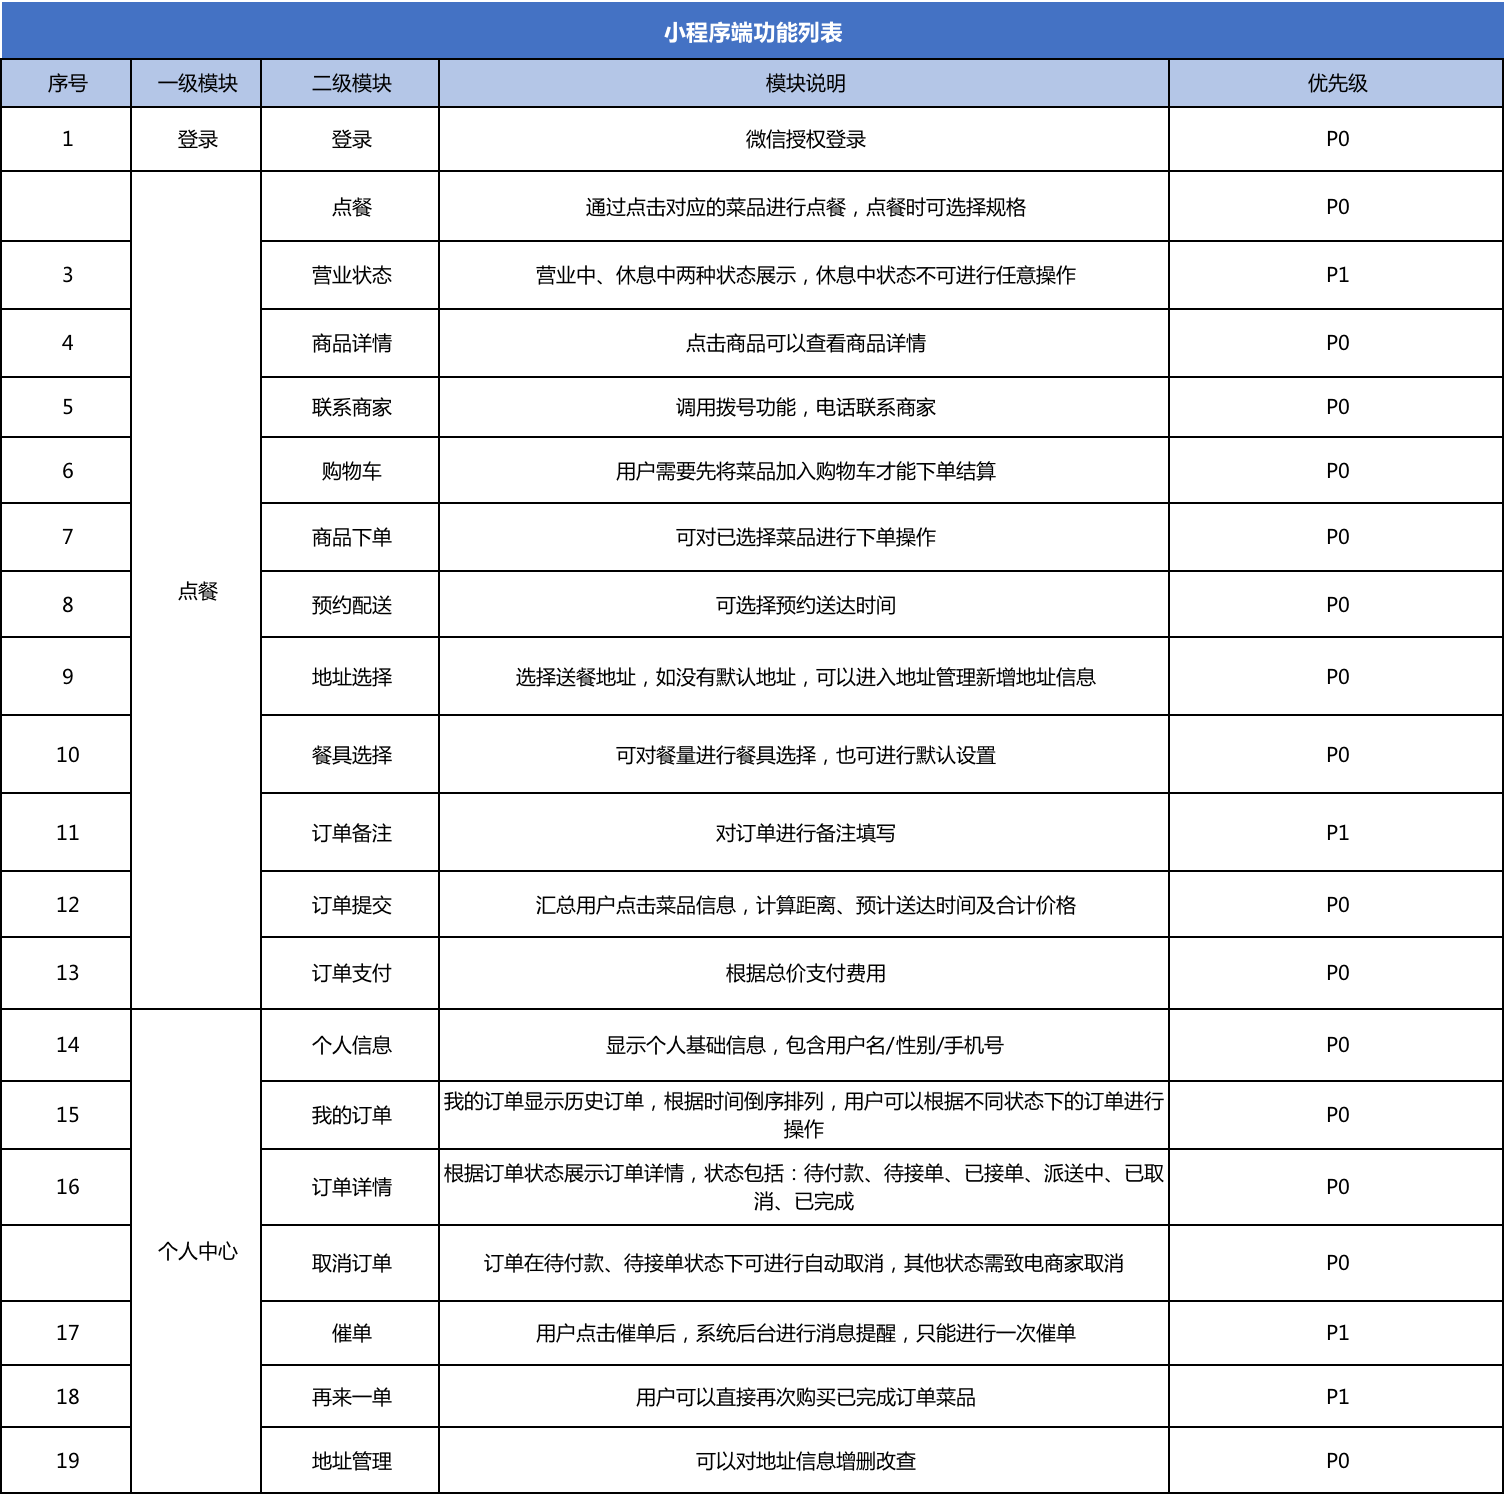 小程序端功能列表
序号 一级模块 二级模块 模块说明 优先级
1 登录 登录 微信授权登录 P0
点餐 通过点击对应的菜品进行点餐，点餐时可选择规格 P0
3 营业状态 营业中、休息中两种状态展示，休息中状态不可进行任意操作 P1
4 商品详情 点击商品可以查看商品详情 P0
5 联系商家 调用拨号功能，电话联系商家 P0
6 购物车 用户需要先将菜品加入购物车才能下单结算 P0
7 商品下单 可对已选择菜品进行下单操作 P0
点餐
8 预约配送 可选择预约送达时间 P0
9 地址选择 选择送餐地址，如没有默认地址，可以进入地址管理新增地址信息 P0
10 餐具选择 可对餐量进行餐具选择，也可进行默认设置 P0
11 订单备注 对订单进行备注填写 P1
12 订单提交 汇总用户点击菜品信息，计算距离、预计送达时间及合计价格 P0
13 订单支付 根据总价支付费用 P0
14 个人信息 显示个人基础信息，包含用户名/性别/手机号 P0
15 我的订单 我的订单显示历史订单，根据时间倒序排列，用户可以根据不同状态下的订单进行
操作 P0
16 订单详情 根据订单状态展示订单详情，状态包括：待付款、待接单、已接单、派送中、已取
消、已完成 P0
个人中心
取消订单 订单在待付款、待接单状态下可进行自动取消，其他状态需致电商家取消 P0
17 催单 用户点击催单后，系统后台进行消息提醒，只能进行一次催单 P1
18 再来一单 用户可以直接再次购买已完成订单菜品 P1
19 地址管理 可以对地址信息增删改查 P0